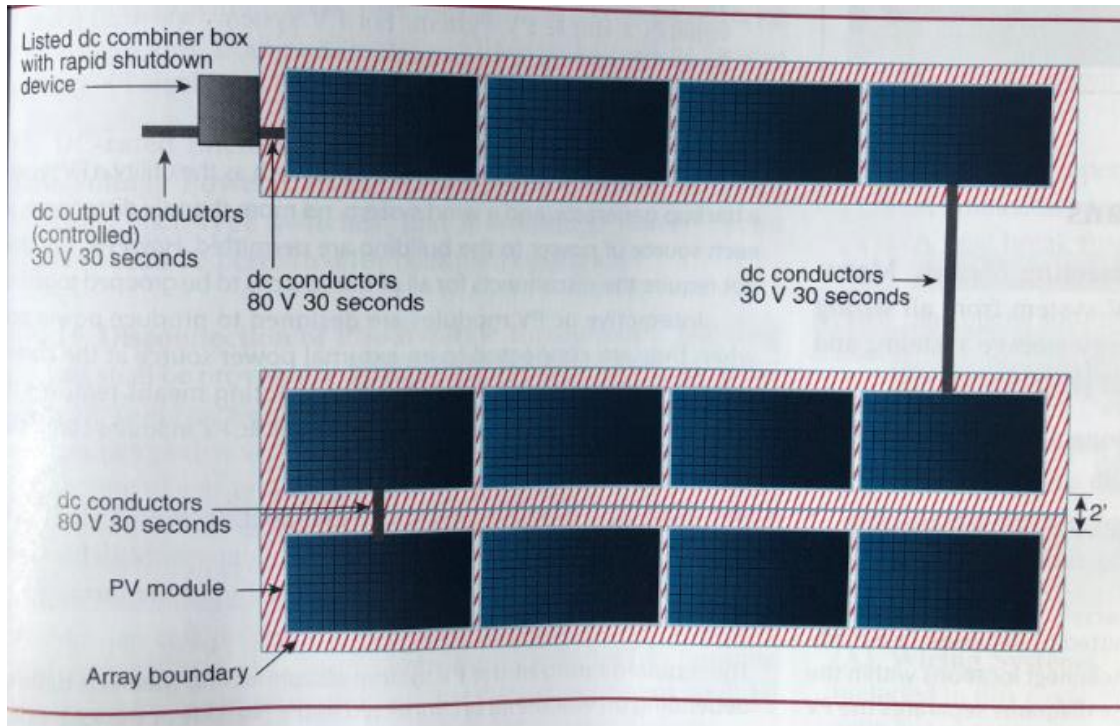 Listed dc combiner box
with rapid shutdown
device
dc output conductors
(controlled)
30 V 30 seconds
dc conductors
80 V 30 seconds
dc conductors
30 V 30 seconds
dc conductors
80 V 30 seconds
2'
PV module
Array boundary